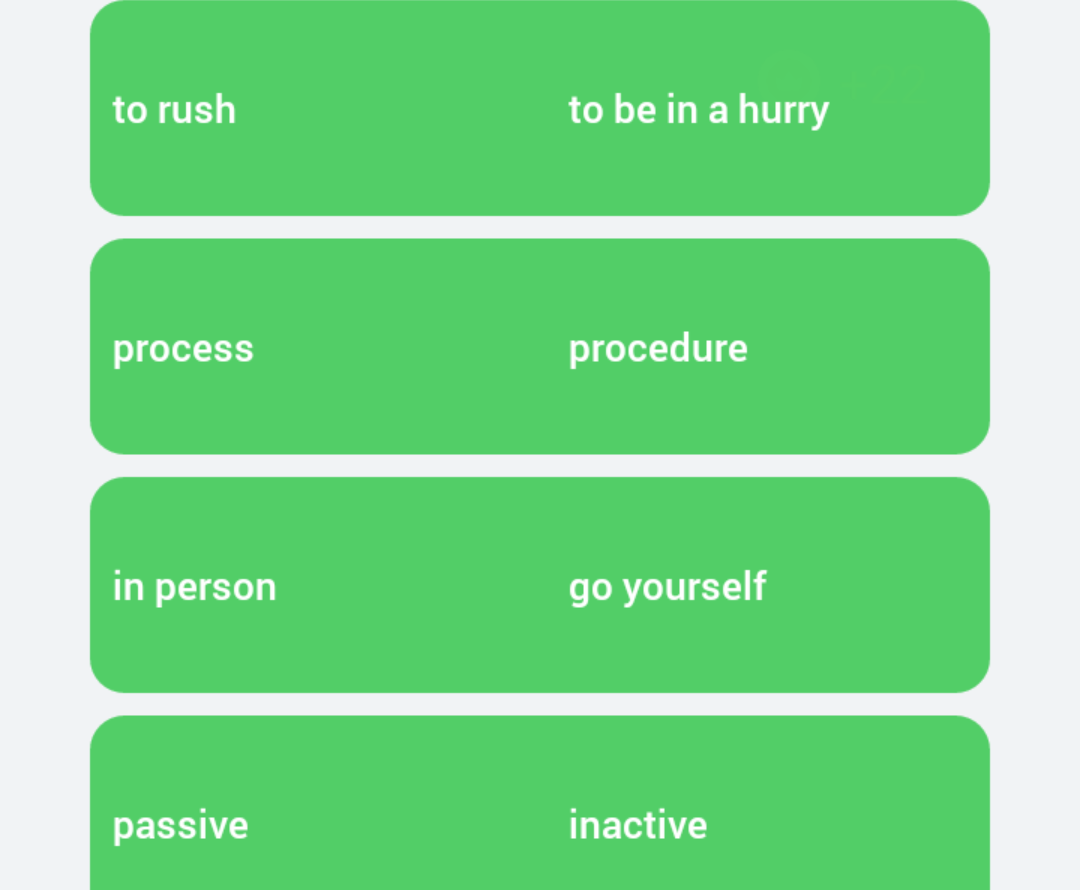 to rush to be in a hurry
process procedure
in person go yourself
passive inactive